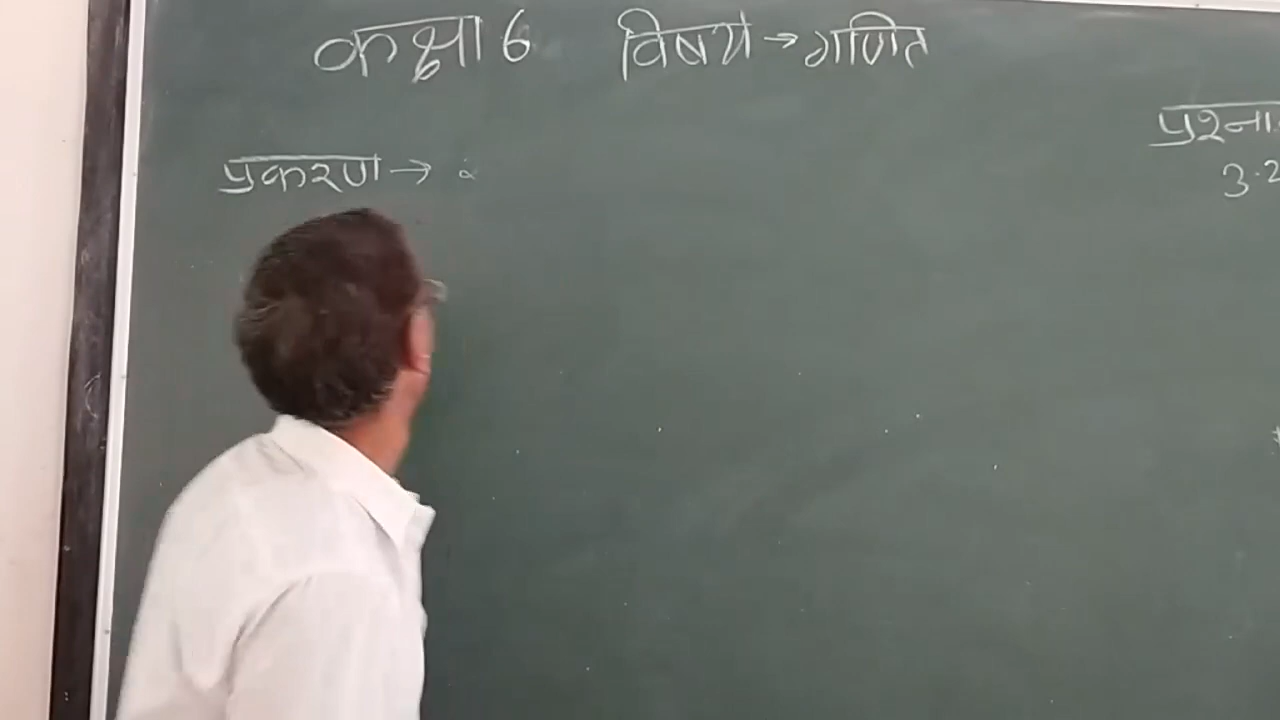 कक्षा 6 विषय → गणित
प्रकरण →
प्रश्ना
3.2